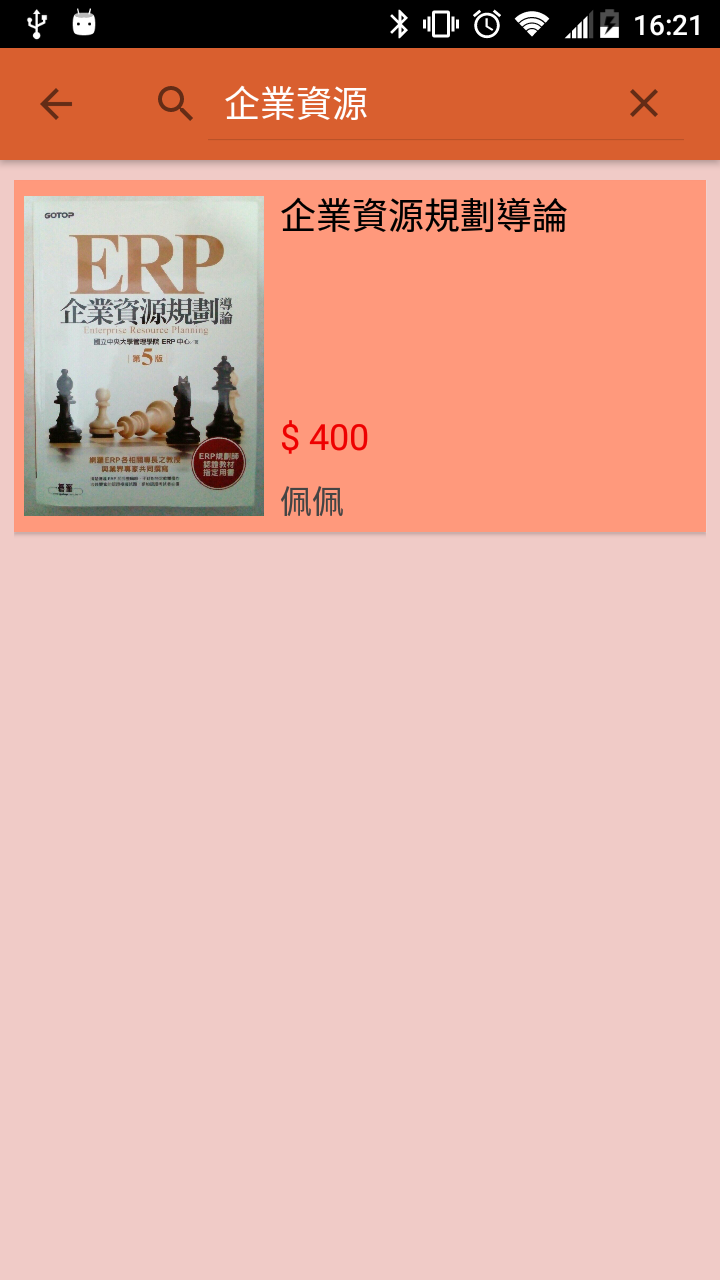 16:21
企業資源
企業資源規劃導論
GOTOP
ERP
企業資源規劃導論
Enterprise Resource Planning
國立中央大學管理學院 ERP 中心
第5版
網羅ERP各相關專長之教授
與業界專家共同撰寫
ERP規劃師
認證教材
指定用書
$ 400
佩佩